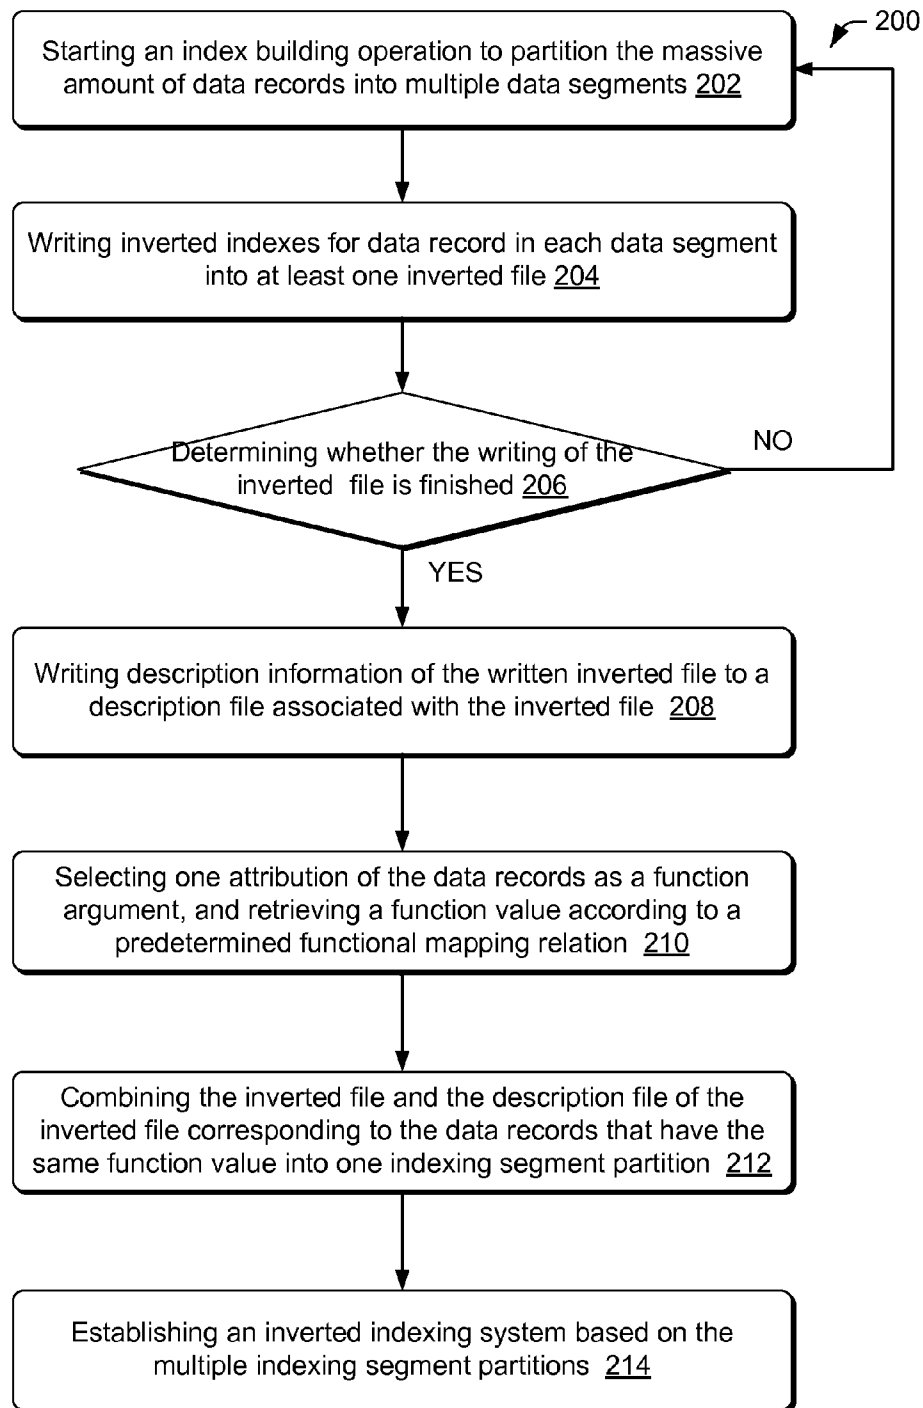 200
Starting an index building operation to partition the massive
amount of data records into multiple data segments 202
Writing inverted indexes for data record in each data segment
into at least one inverted file 204
Determining whether the writing of the
inverted file is finished 206
NO
YES
Writing description information of the written inverted file to a
description file associated with the inverted file 208
Selecting one attribution of the data records as a function
argument, and retrieving a function value according to a
predetermined functional mapping relation 210
Combining the inverted file and the description file of the
inverted file corresponding to the data records that have the
same function value into one indexing segment partition 212
Establishing an inverted indexing system based on the
multiple indexing segment partitions 214